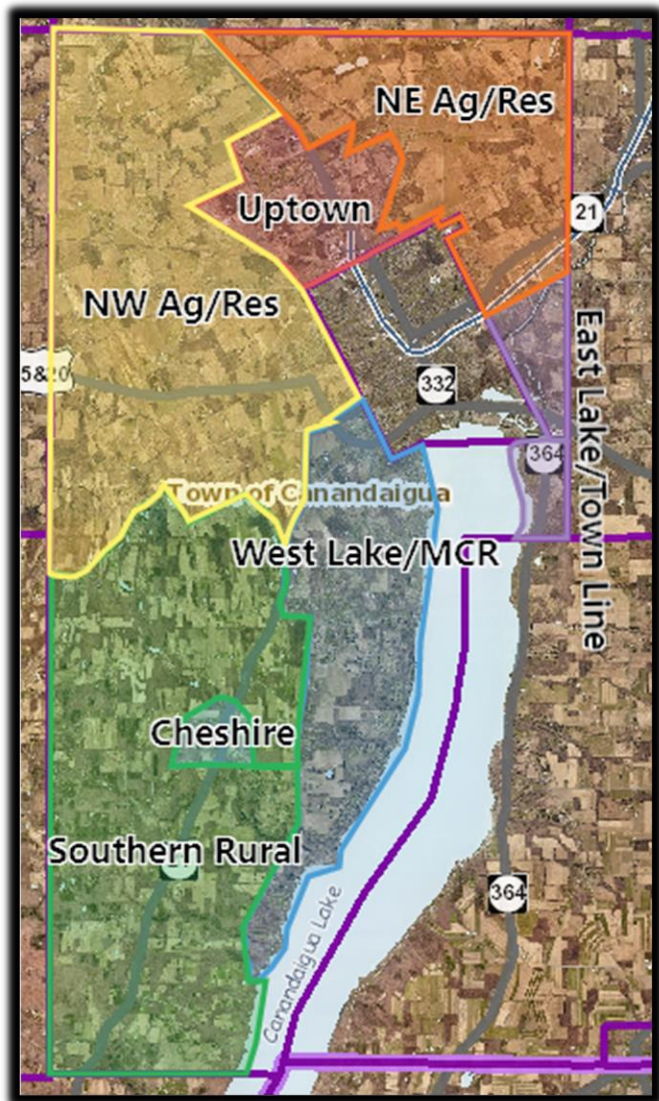 NE Ag/Res
Uptown
21
NW Ag/Res
East Lake/Town Line
5&20
332
364
Town of Canandaigua
West Lake/MCR
Cheshire
Southern Rural
364
Canandaigua Lake